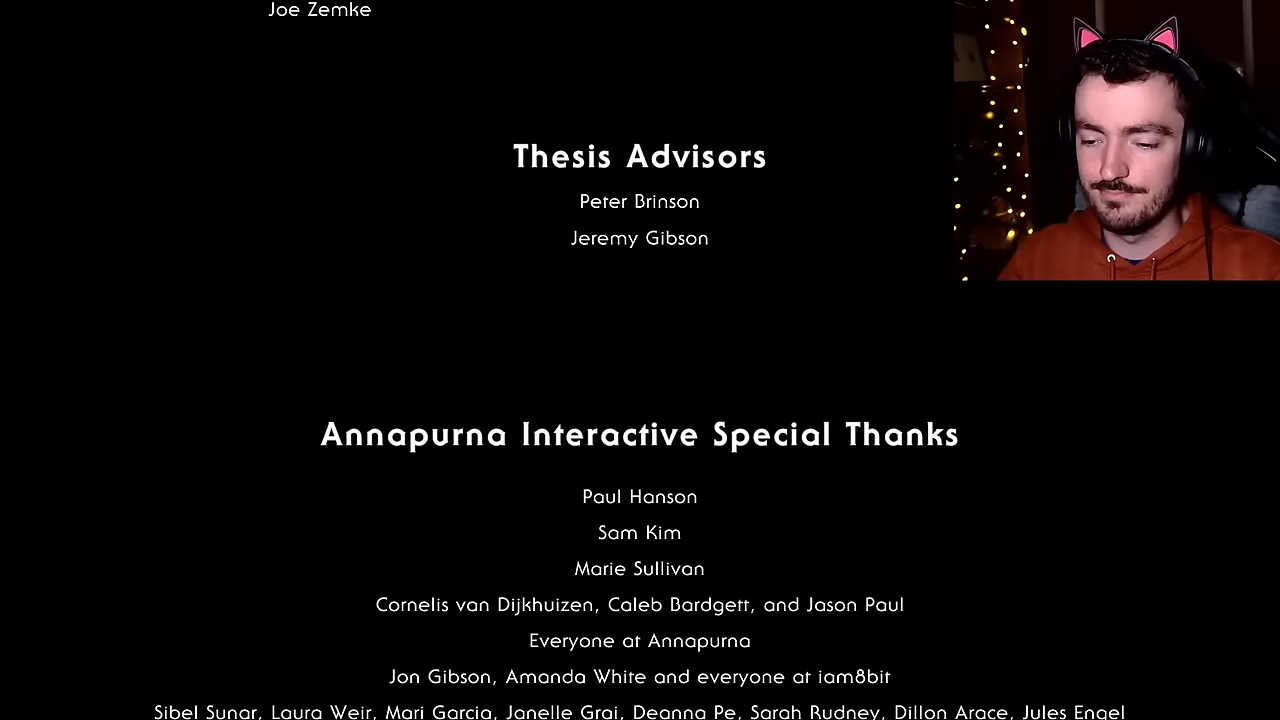 Joe Zemke
Thesis Advisors
Peter Brinson
Jeremy Gibson
Annapurna Interactive Special Thanks
Paul Hanson
Sam Kim
Marie Sullivan
Cornelis van Dijkhuizen, Caleb Bardgett, and Jason Paul
Everyone at Annapurna
Jon Gibson, Amanda White and everyone at iam8bit
Sibel Sunar, Laura Weir, Mari Garcia, Janelle Grai, Deanna Pe, Sarah Rudney, Dillon Arace, Jules Engel